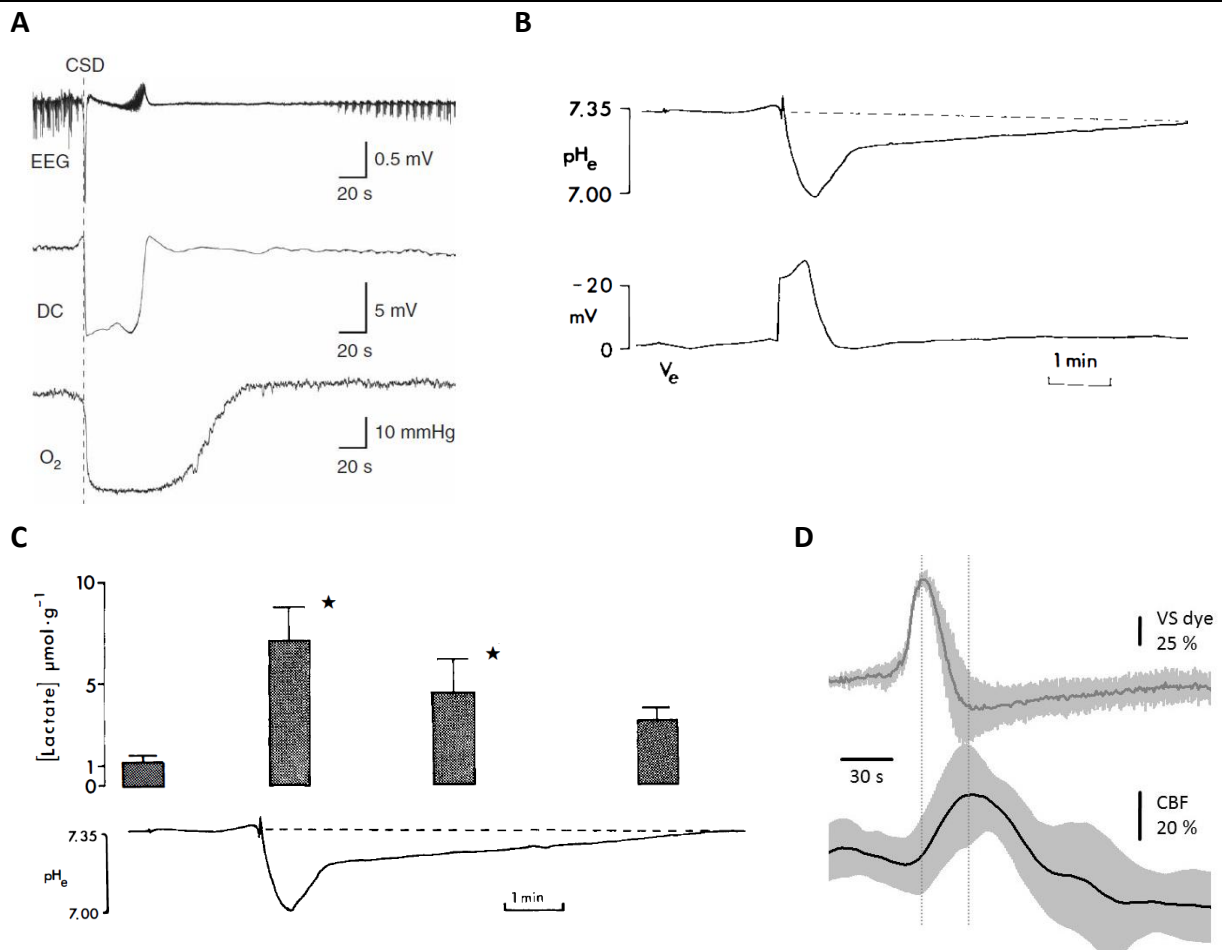 A
CSD
EEG
0.5 mV
20 s
DC
5 mV
20 s
O₂
10 mmHg
20 s
B
7.35
pHₑ
7.00
-20
mV
0
Vₑ
1 min
C
10
[Lactate] μmol·g⁻¹
5
1
0
★
★
7.35
pHₑ
7.00
1 min
D
VS dye
25 %
30 s
CBF
20 %